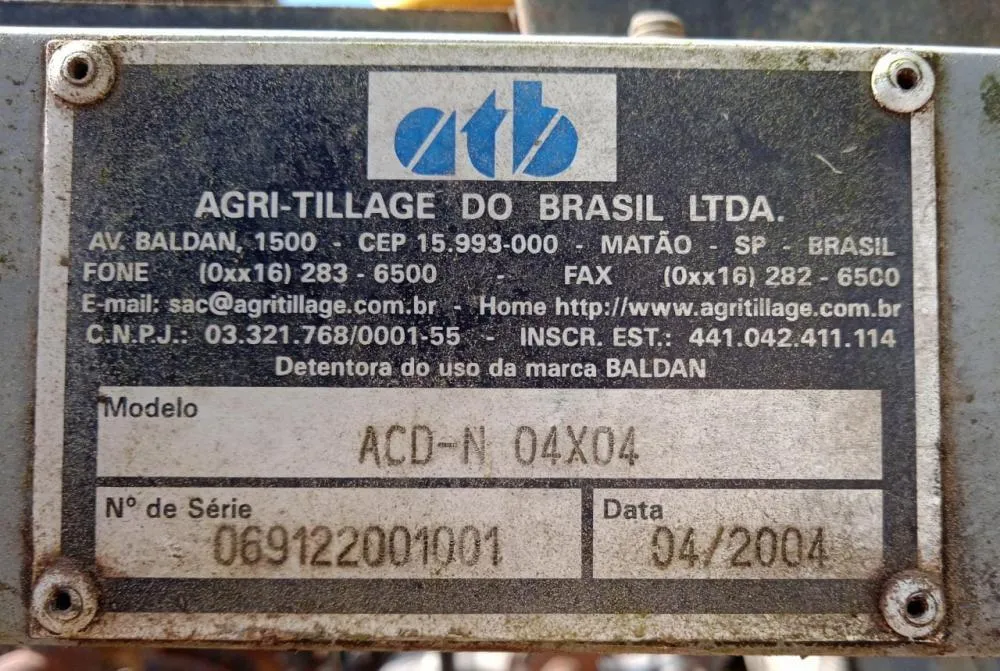 atb
AGRI-TILLAGE DO BRASIL LTDA.
AV. BALDAN, 1500 - CEP 15.993-000 - MATÃO - SP - BRASIL
FONE (0xx16) 283 - 6500 - FAX (0xx16) 282 - 6500
E-mail: sac@agritillage.com.br - Home http://www.agritillage.com.br
C.N.P.J.: 03.321.768/0001-55 - INSCR. EST.: 441.042.411.114
Detentora do uso da marca BALDAN
Modelo
ACD-N 04X04
Nº de Série
069122001001
Data
04/2004